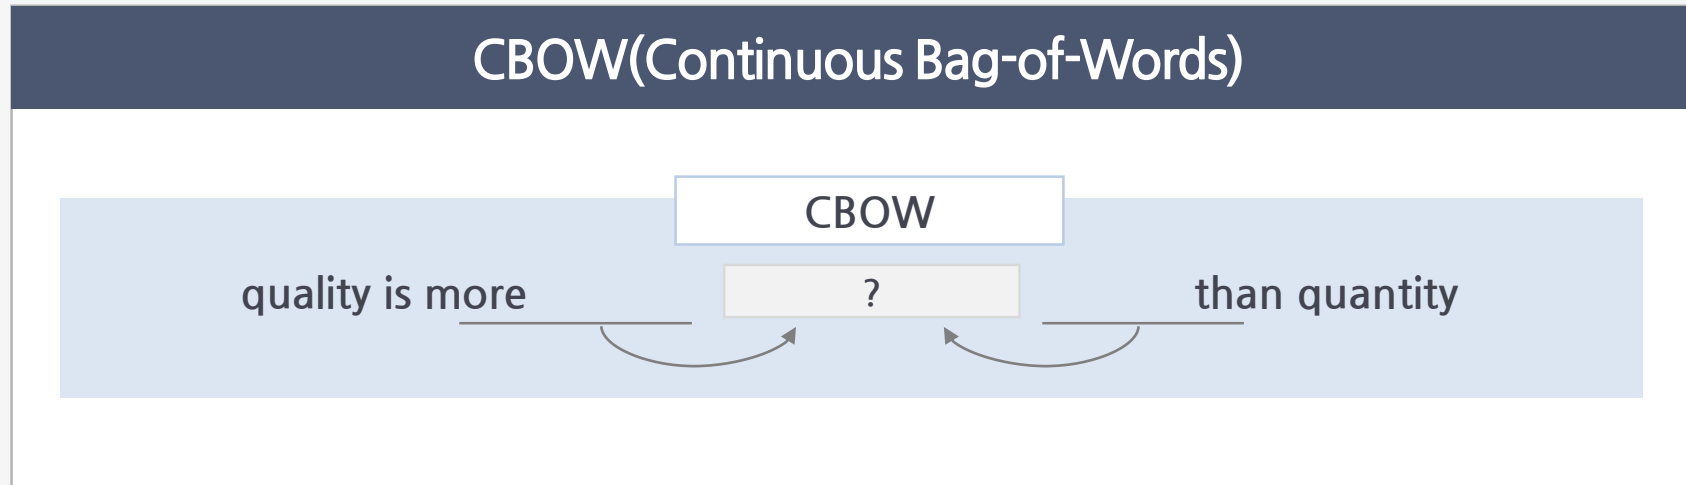 CBOW(Continuous Bag-of-Words)
CBOW
quality is more ? than quantity